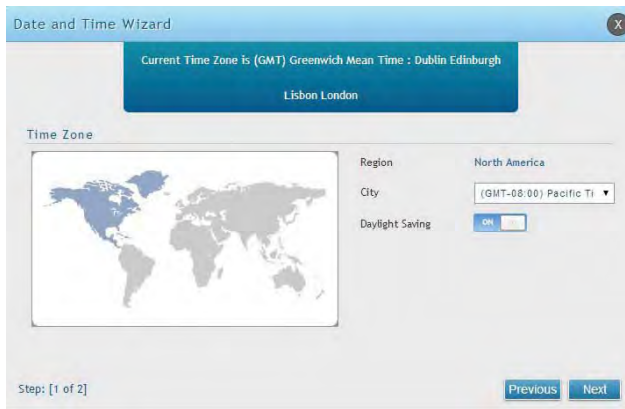 Date and Time Wizard
X
Current Time Zone is (GMT) Greenwich Mean Time : Dublin Edinburgh
Lisbon London
Time Zone
Region North America
City (GMT-08:00) Pacific Ti
Daylight Saving ON
Step: [1 of 2]
Previous Next